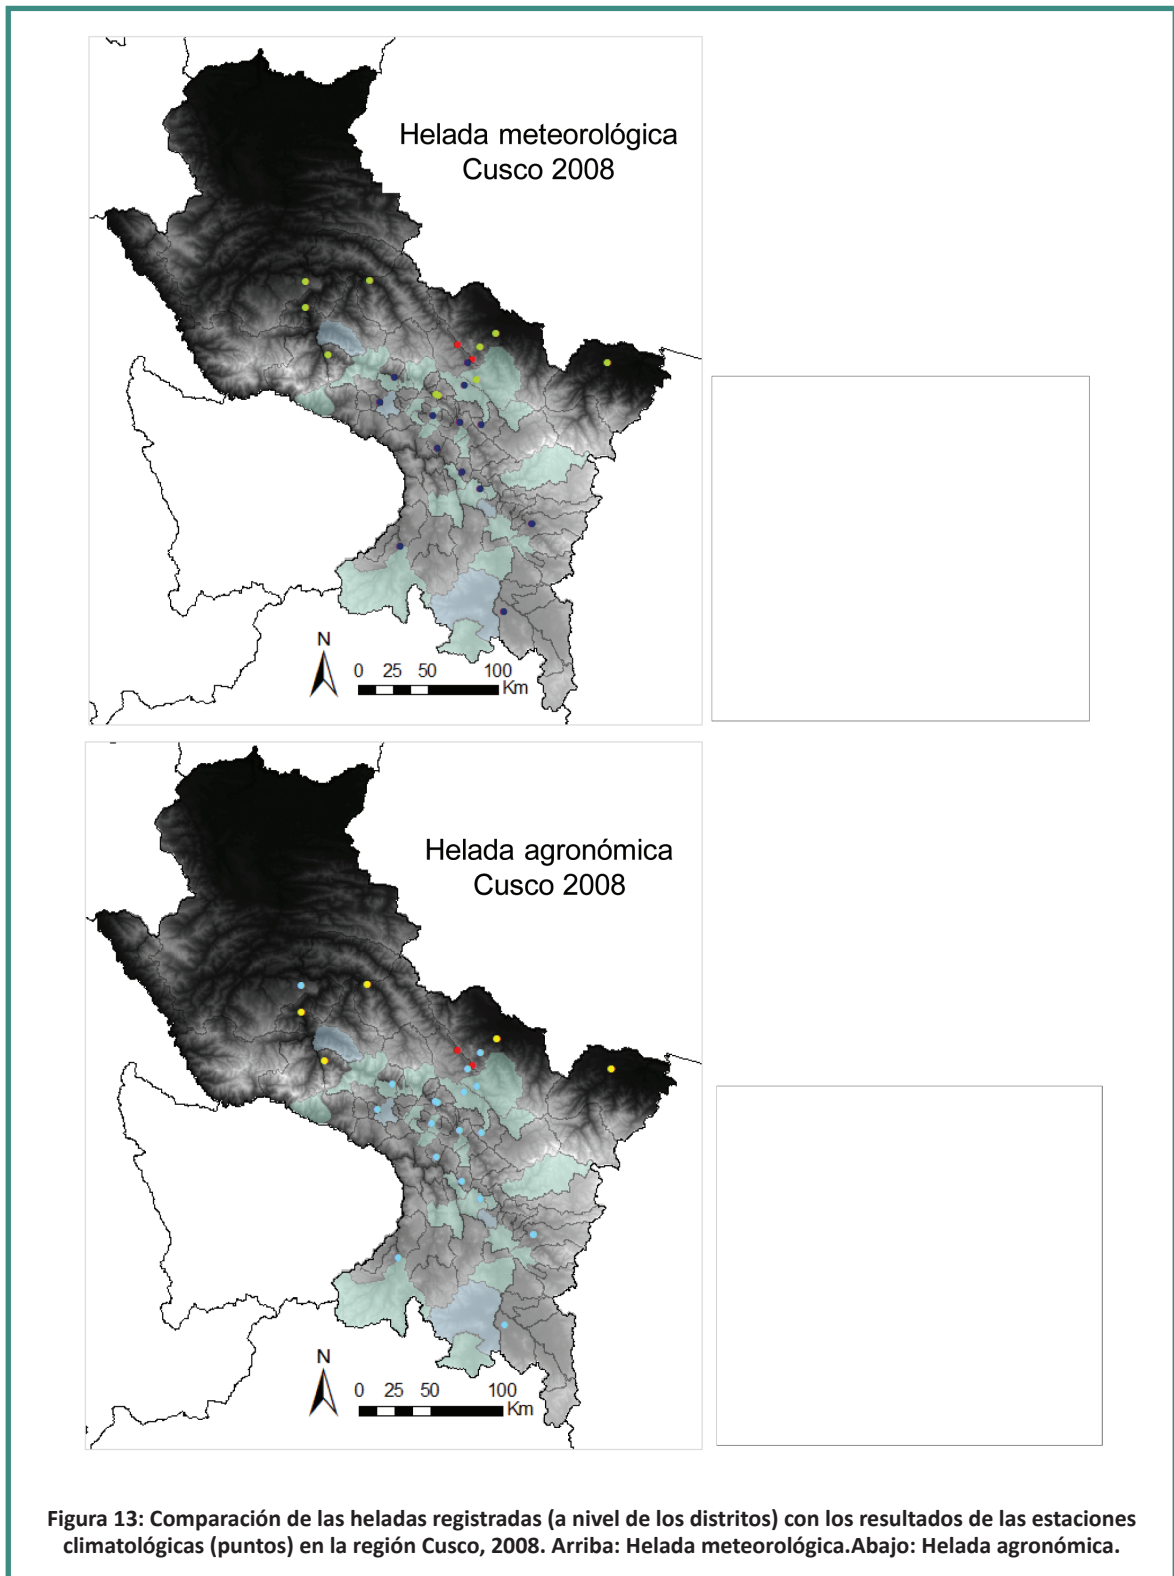 Helada meteorológica
Cusco 2008
N
0 25 50 100
Km
Helada agronómica
Cusco 2008
N
0 25 50 100
Km
Figura 13: Comparación de las heladas registradas (a nivel de los distritos) con los resultados de las estaciones
climatológicas (puntos) en la región Cusco, 2008. Arriba: Helada meteorológica.Abajo: Helada agronómica.